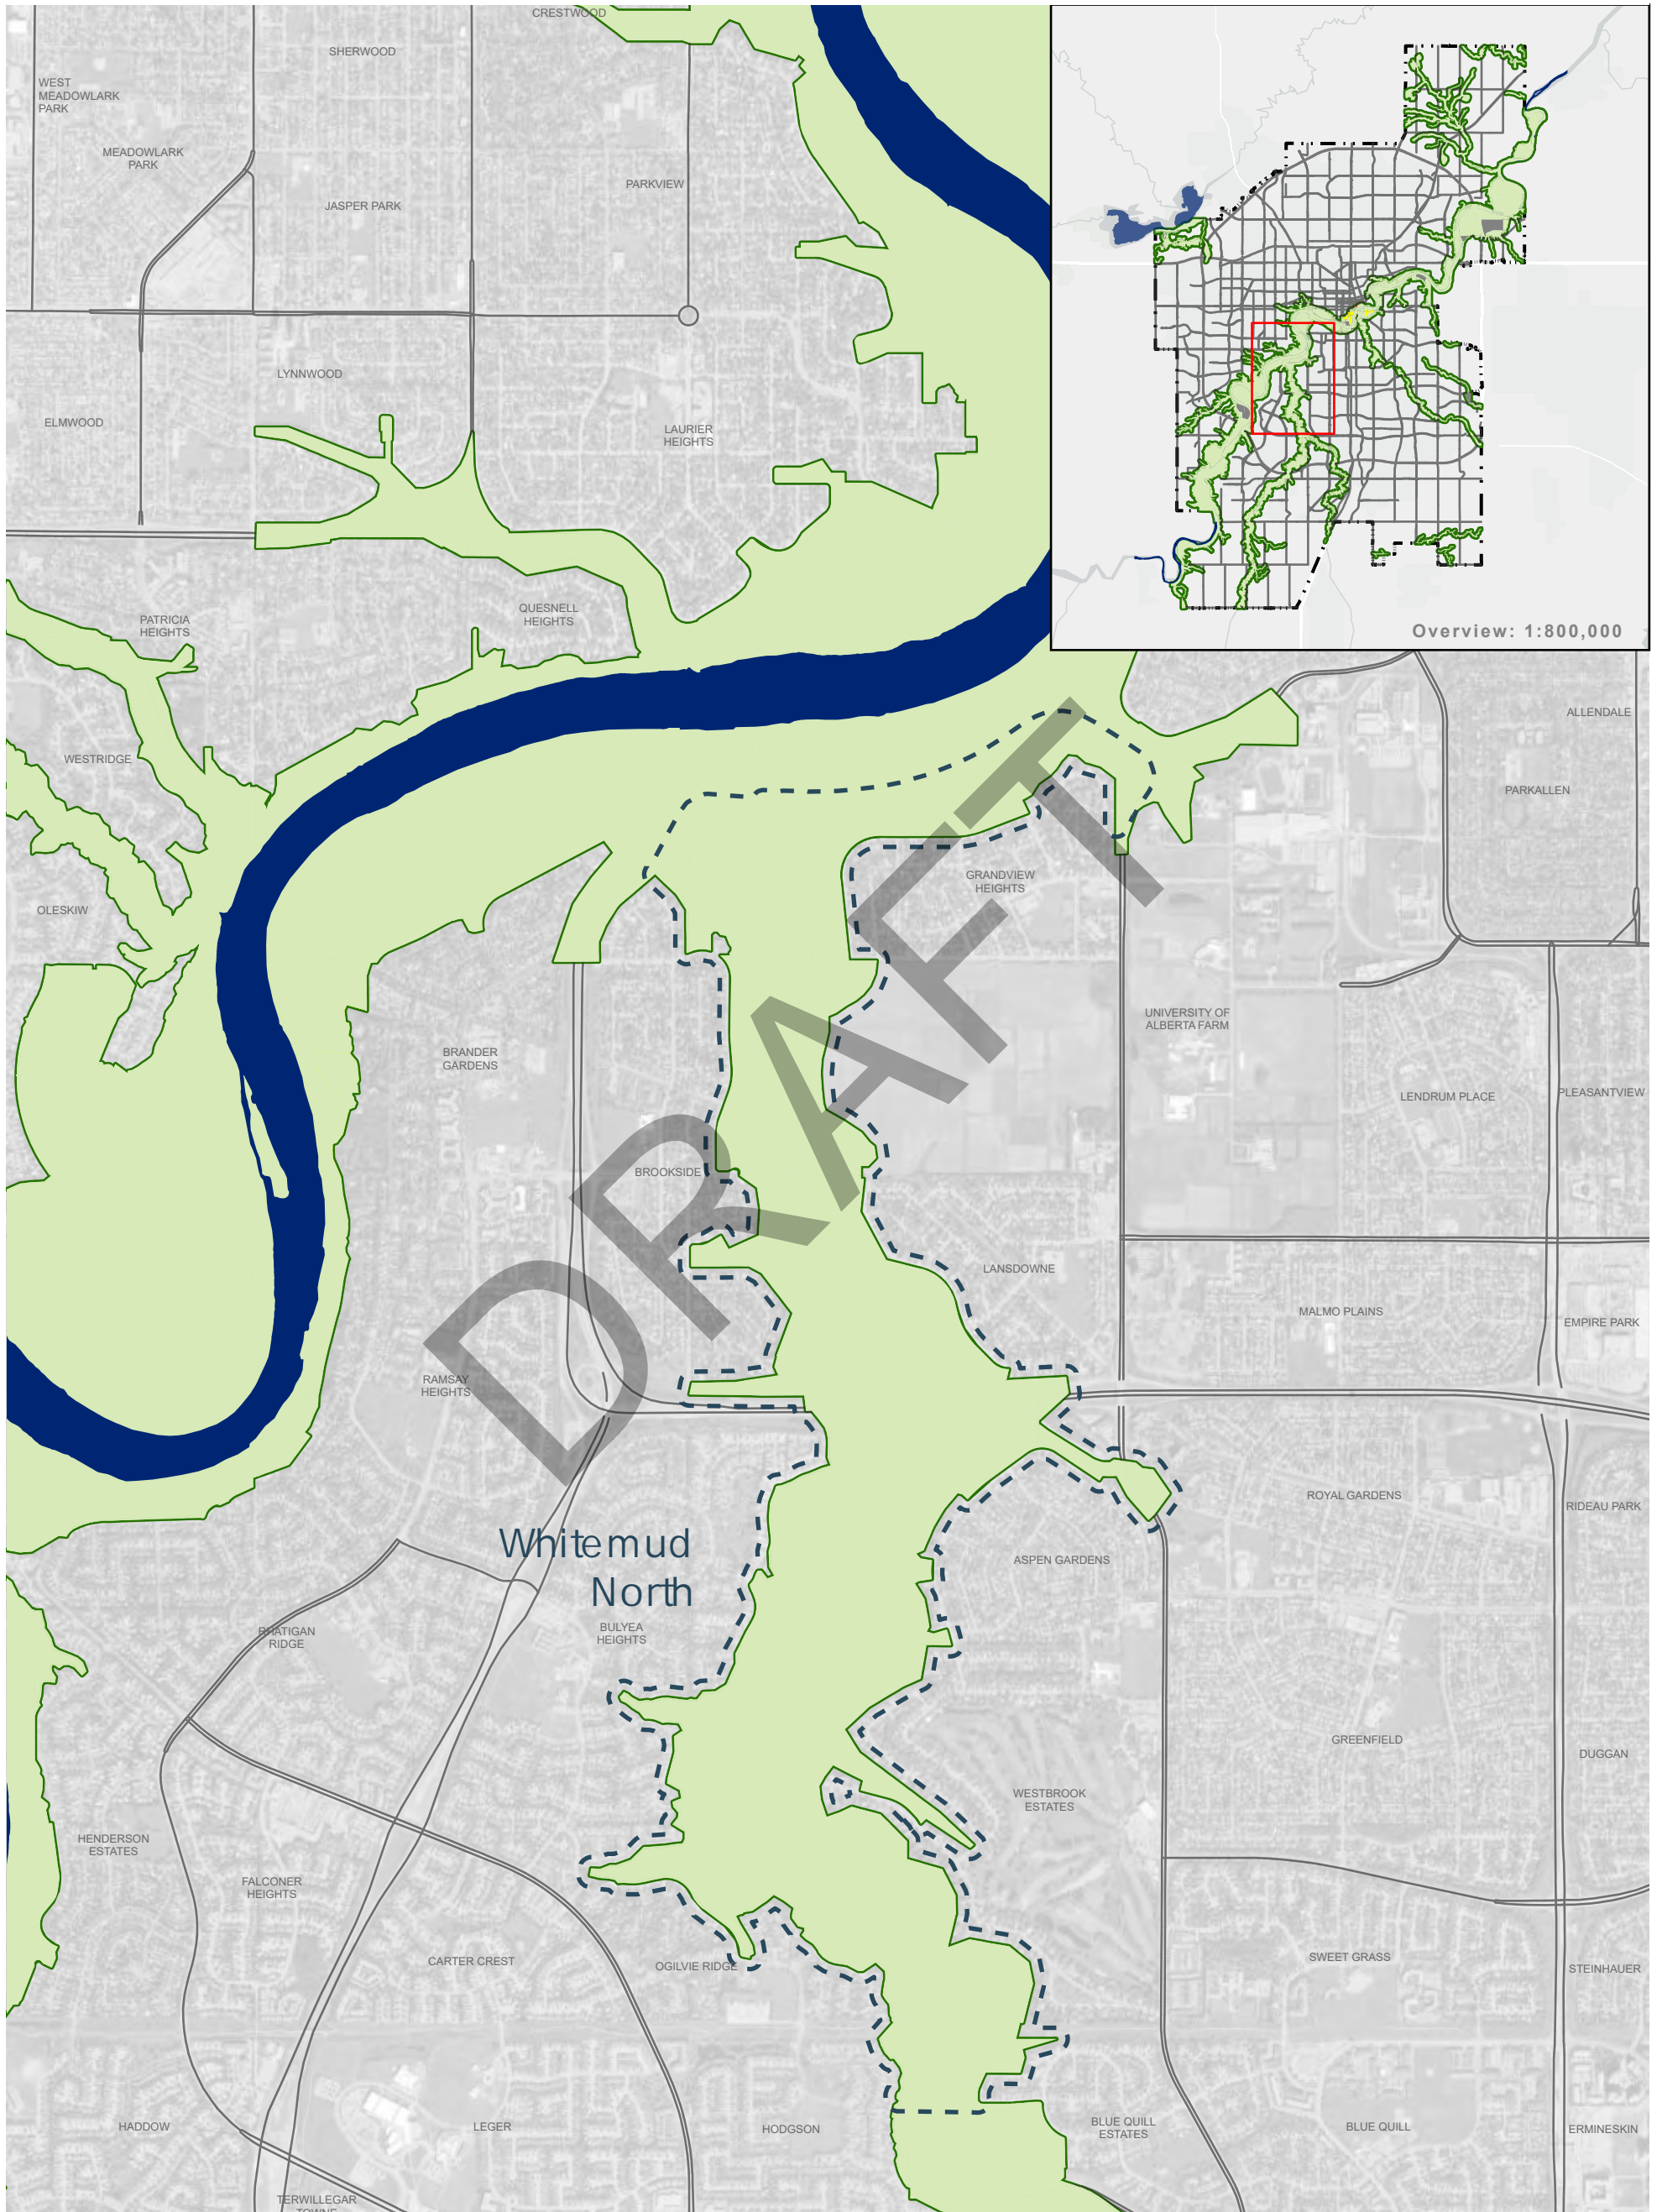 CRESTWOOD
SHERWOOD
WEST
MEADOWLARK
PARK
MEADOWLARK
PARK
PARKVIEW
JASPER PARK
Overview: 1:800,000
LYNNWOOD
ELMWOOD
LAURIER
HEIGHTS
PATRICIA
HEIGHTS
QUESNELL
HEIGHTS
ALLENDALE
WESTRIDGE
PARKALLEN
GRANDVIEW
HEIGHTS
OLESKIW
UNIVERSITY OF
ALBERTA FARM
BRANDER
GARDENS
LENDRUM PLACE
PLEASANTVIEW
BROOKSIDE
DRAFT
LANSDOWNE
MALMO PLAINS
EMPIRE PARK
RAMSAY
HEIGHTS
ROYAL GARDENS
RIDEAU PARK
Whitemud
North
ASPEN GARDENS
BULYEA
HEIGHTS
RHATIGAN
RIDGE
GREENFIELD
DUGGAN
WESTBROOK
ESTATES
HENDERSON
ESTATES
FALCONER
HEIGHTS
CARTER CREST
OGILVIE RIDGE
SWEET GRASS
STEINHAUER
HADDOW
LEGER
HODGSON
BLUE QUILL
ESTATES
BLUE QUILL
ERMINESKIN
TERWILLEGAR
TOWNE